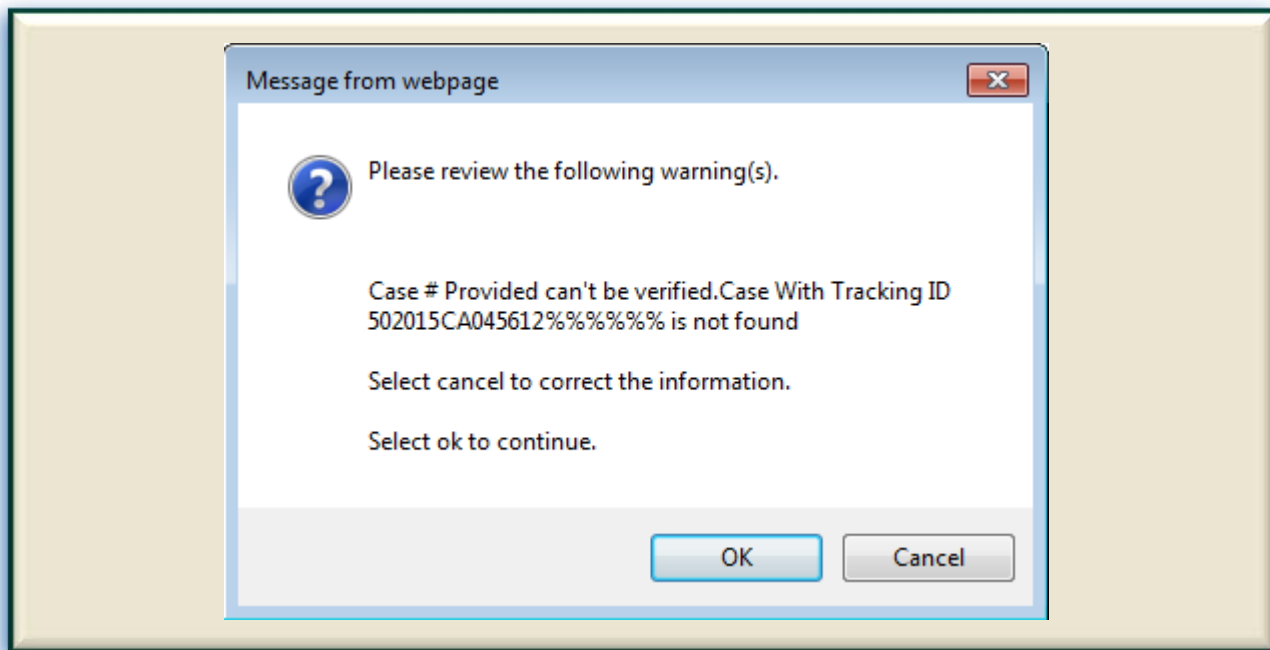 Message from webpage
Please review the following warning(s).
Case # Provided can't be verified.Case With Tracking ID
502015CA045612%%%%%% is not found
Select cancel to correct the information.
Select ok to continue.
OK
Cancel